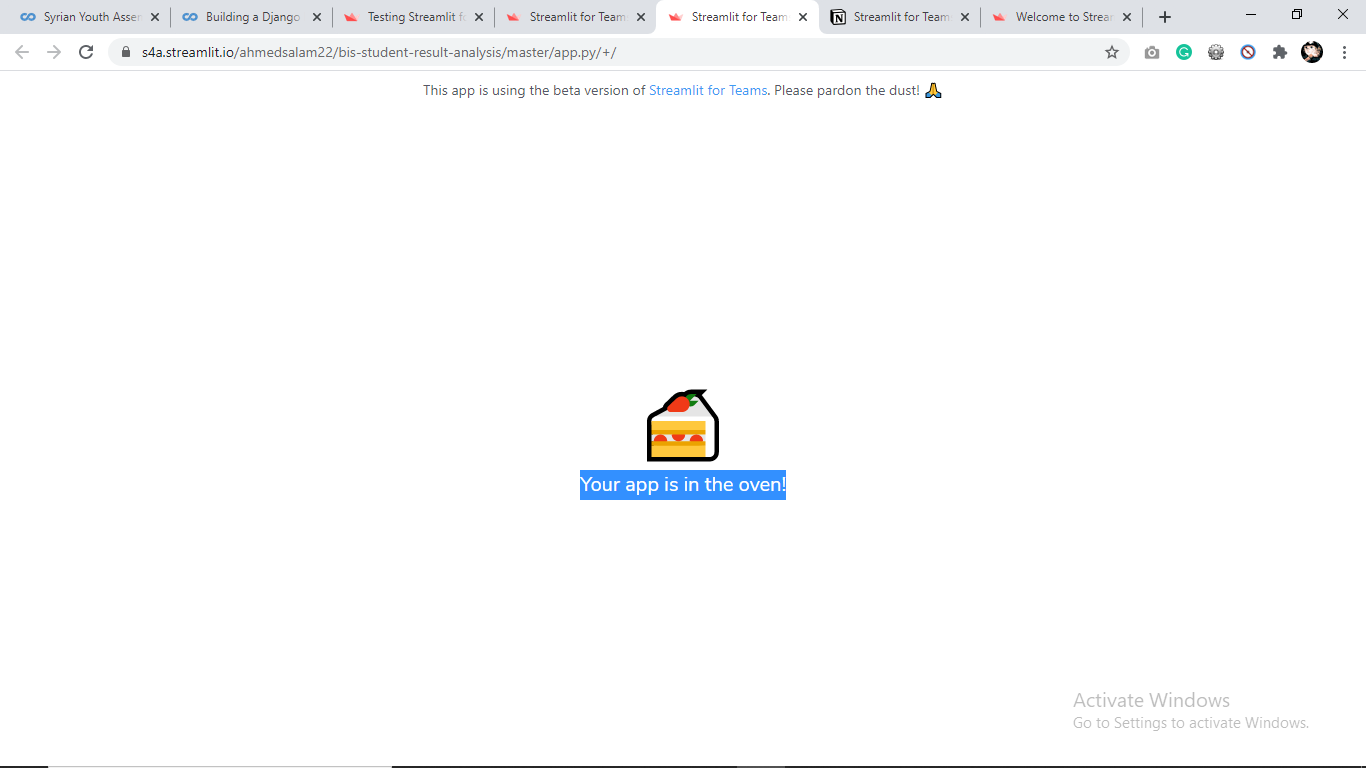 Syrian Youth Asser
Building a Django
Testing Streamlit fo
Streamlit for Team
Streamlit for Team
Streamlit for Team
Welcome to Strear
s4a.streamlit.io/ahmedsalam22/bis-student-result-analysis/master/app.py/+/
This app is using the beta version of Streamlit for Teams. Please pardon the dust! 🙏
Your app is in the oven!
Activate Windows
Go to Settings to activate Windows.